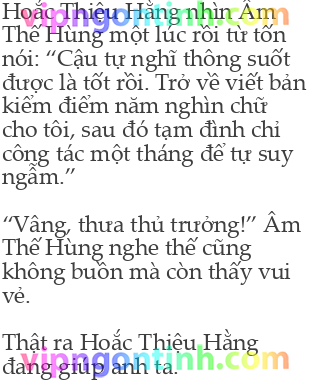 Hoắc Thiệu Hằng nhìn Âm
Thế Hùng một lúc rồi từ tốn
nói: “Cậu tự nghĩ thông suốt
được là tốt rồi. Trở về viết bản
kiểm điểm năm nghìn chữ
cho tôi, sau đó tạm đình chỉ
công tác một tháng để tự suy
ngẫm.”
“Vâng, thưa thủ trưởng!” Âm
Thế Hùng nghe thế cũng
không buồn mà còn thấy vui
vẻ.
Thật ra Hoắc Thiệu Hằng
đang giúp anh ta.
vipngontinh.com
vipngontinh.com